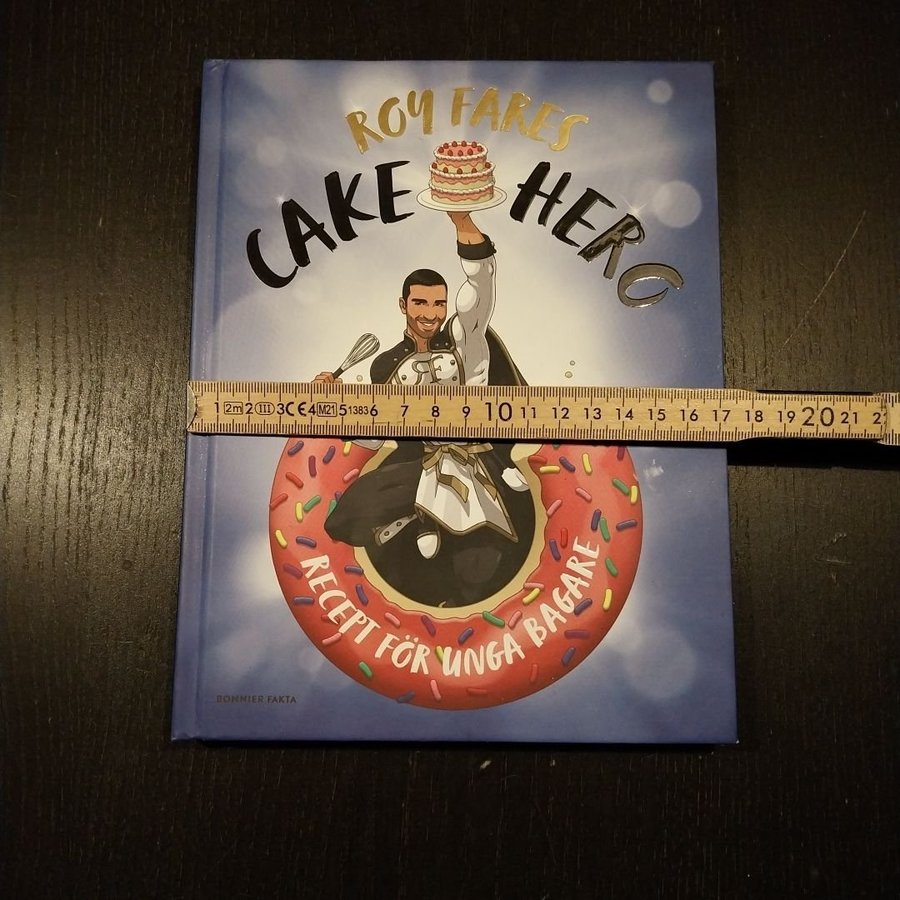 ROY FARES
CAKE HERO
1 2m 2 III 3 CE 4 M21 5 1383 6 7 8 9 10 11 12 13 14 15 16 17 18 19 20 21 2
RECEPT FÖR UNGA BAGARE
BONNIER FAKTA